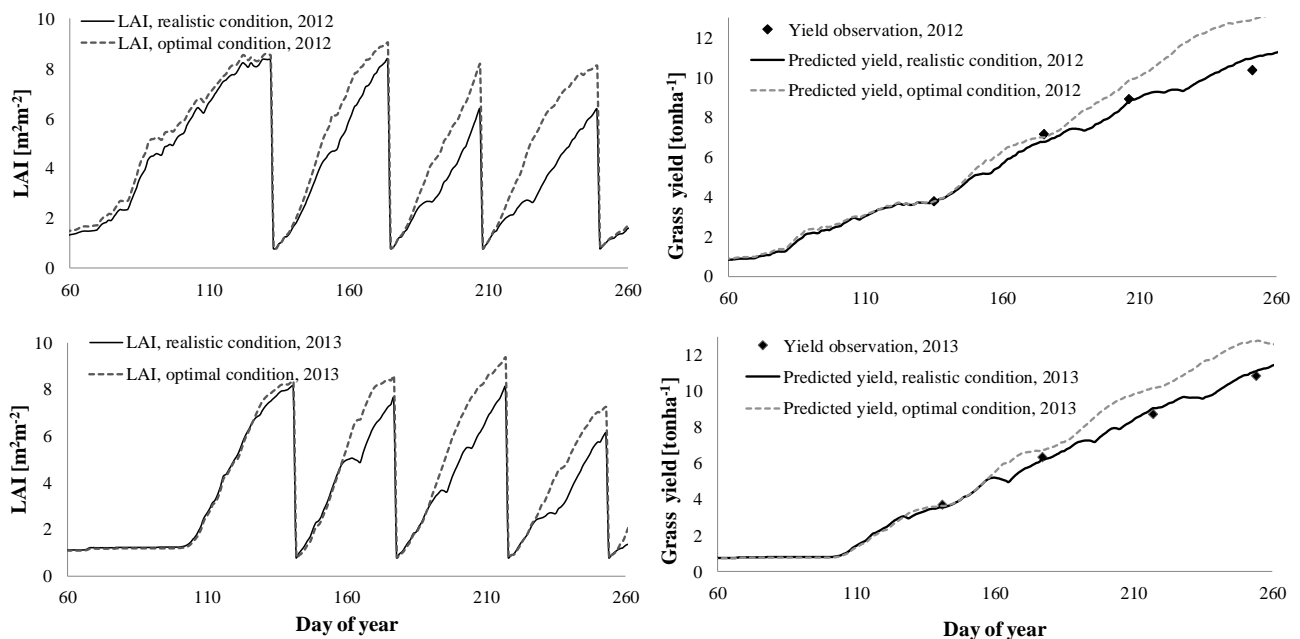 LAI, realistic condition, 2012
LAI, optimal condition, 2012
LAI [m²m⁻²]
10
8
6
4
2
0
60 110 160 210 260
Yield observation, 2012
Predicted yield, realistic condition, 2012
Predicted yield, optimal condition, 2012
Grass yield [tonha⁻¹]
12
10
8
6
4
2
0
60 110 160 210 260
LAI, realistic condition, 2013
LAI, optimal condition, 2013
LAI [m²m⁻²]
10
8
6
4
2
0
60 110 160 210 260
Day of year
Yield observation, 2013
Predicted yield, realistic condition, 2013
Predicted yield, optimal condition, 2013
Grass yield [tonha⁻¹]
12
10
8
6
4
2
0
60 110 160 210 260
Day of year